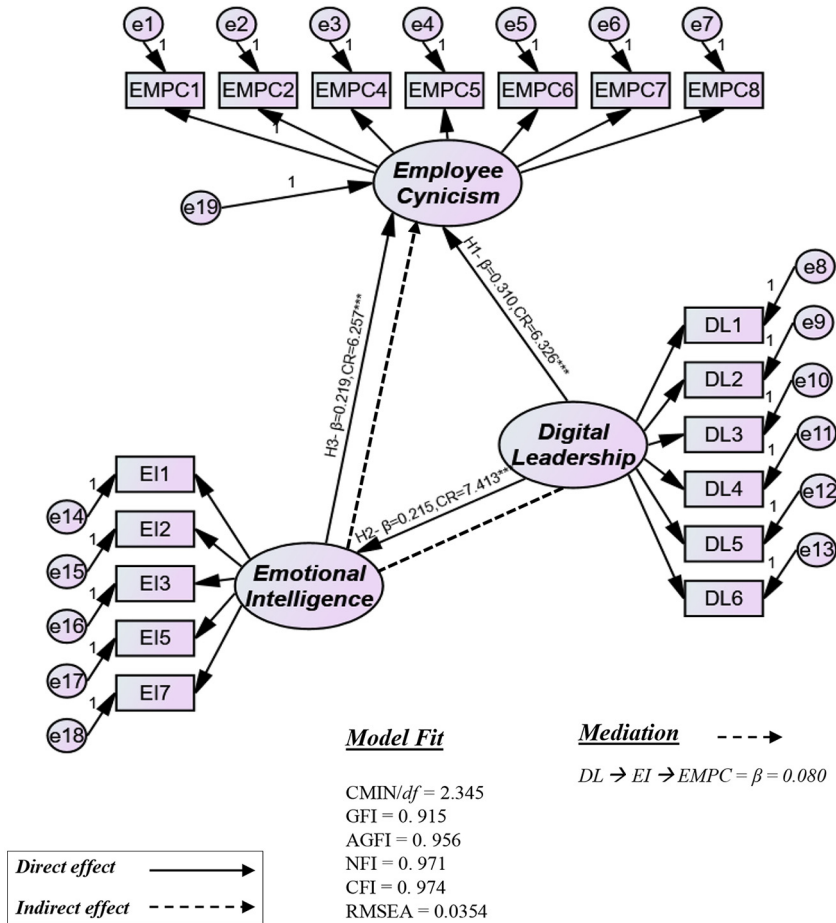 e1 e2 e3 e4 e5 e6 e7
1 1 1 1 1 1 1
EMPC1 EMPC2 EMPC4 EMPC5 EMPC6 EMPC7 EMPC8
1
Employee
Cynicism
1
e19
H3- β=0.219,CR=6.257***
H1- β=0.310,CR=6.326***
H2- β=0.215,CR=7.413**
Digital
Leadership
1 e8
DL1
1 e9
DL2
1 e10
DL3
1 e11
DL4
1 e12
DL5
1 e13
DL6
EI1
1
e14
EI2
1
e15
EI3
1
e16
EI5
1
e17
EI7
1
e18
Emotional
Intelligence
Model Fit
CMIN/df = 2.345
GFI = 0. 915
AGFI = 0. 956
NFI = 0. 971
CFI = 0. 974
RMSEA = 0.0354
Mediation
DL → EI → EMPC = β = 0.080
Direct effect
Indirect effect